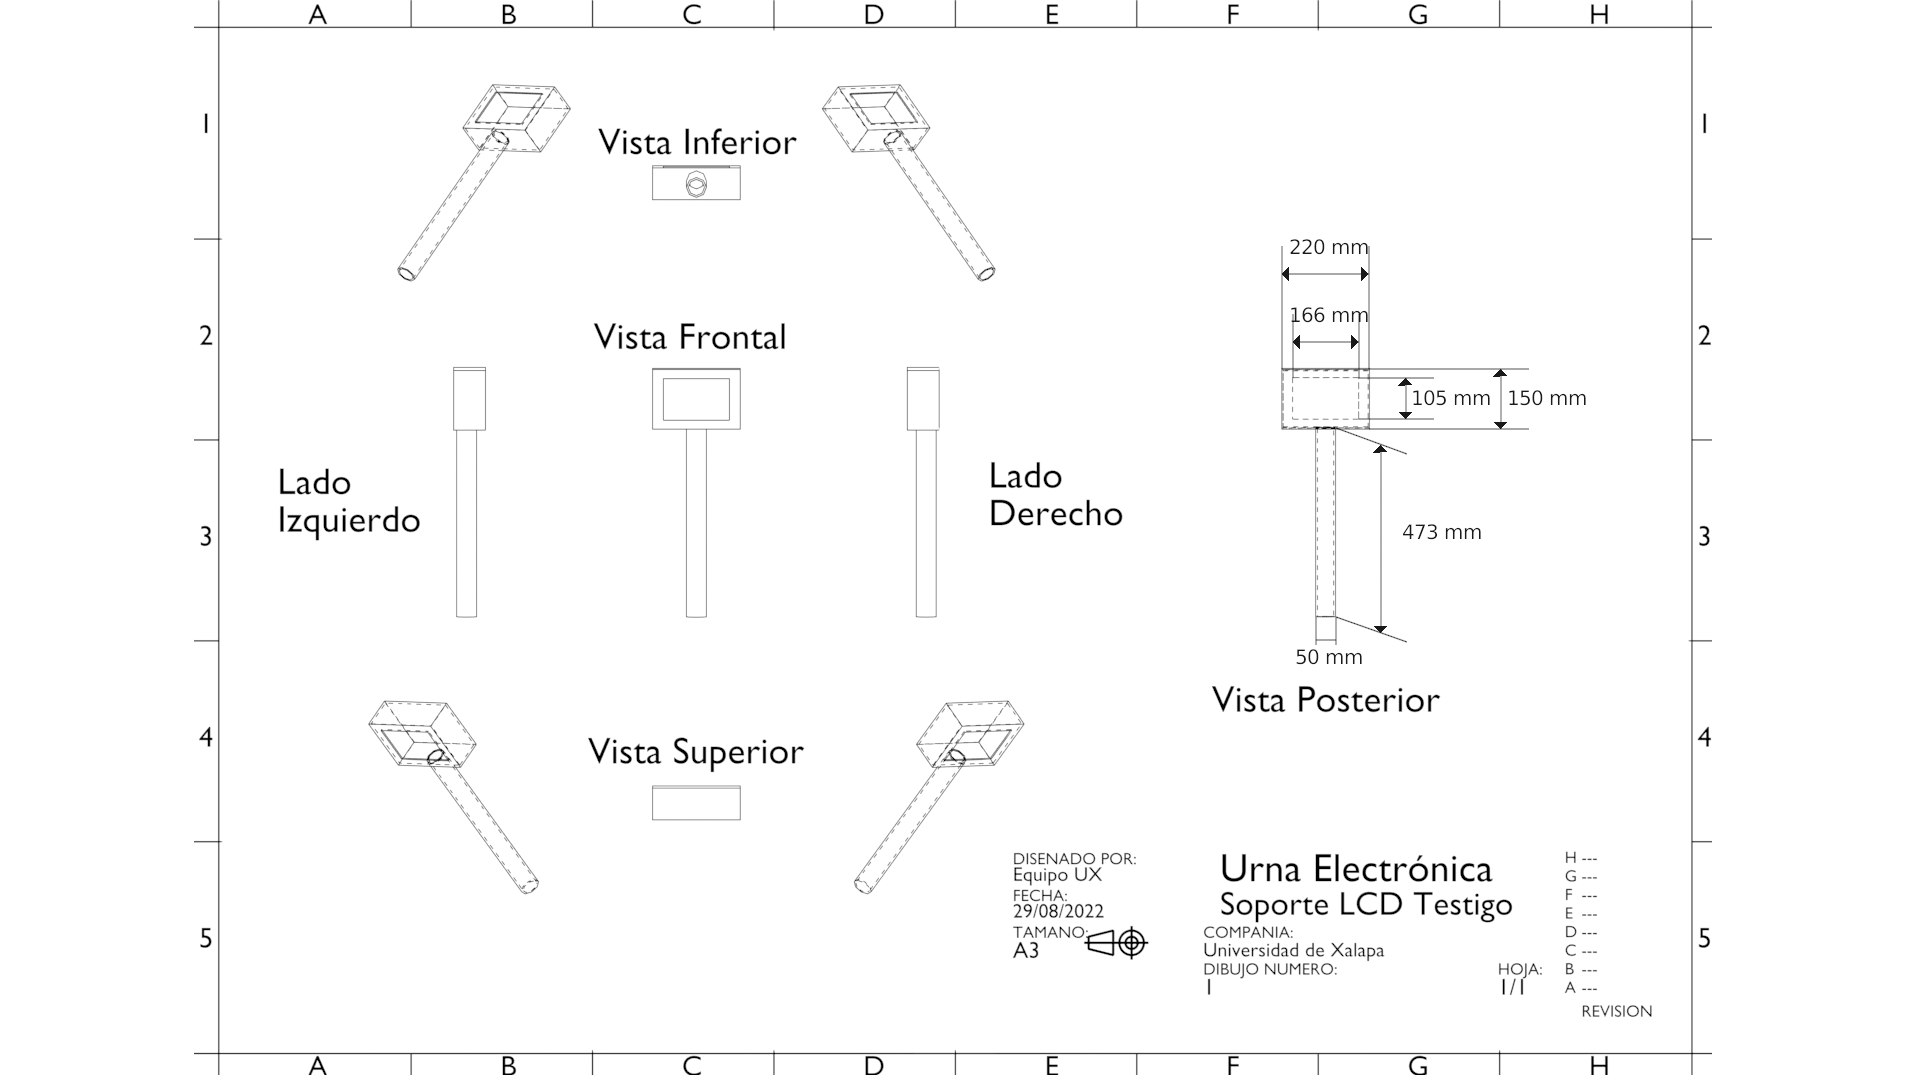 A B C D E F G H
1 1
Vista Inferior
220 mm
166 mm
2 2
Vista Frontal
105 mm 150 mm
Lado
Izquierdo
Lado
Derecho
3 3
473 mm
50 mm
Vista Posterior
4 4
Vista Superior
DISENADO POR:
Equipo UX
FECHA:
29/08/2022
TAMANO:
A3
Urna Electrónica
Soporte LCD Testigo
COMPANIA:
Universidad de Xalapa
DIBUJO NUMERO:
1
HOJA:
1/1
H ---
G ---
F ---
E ---
D ---
C ---
B ---
A ---
REVISION
5 5
A B C D E F G H